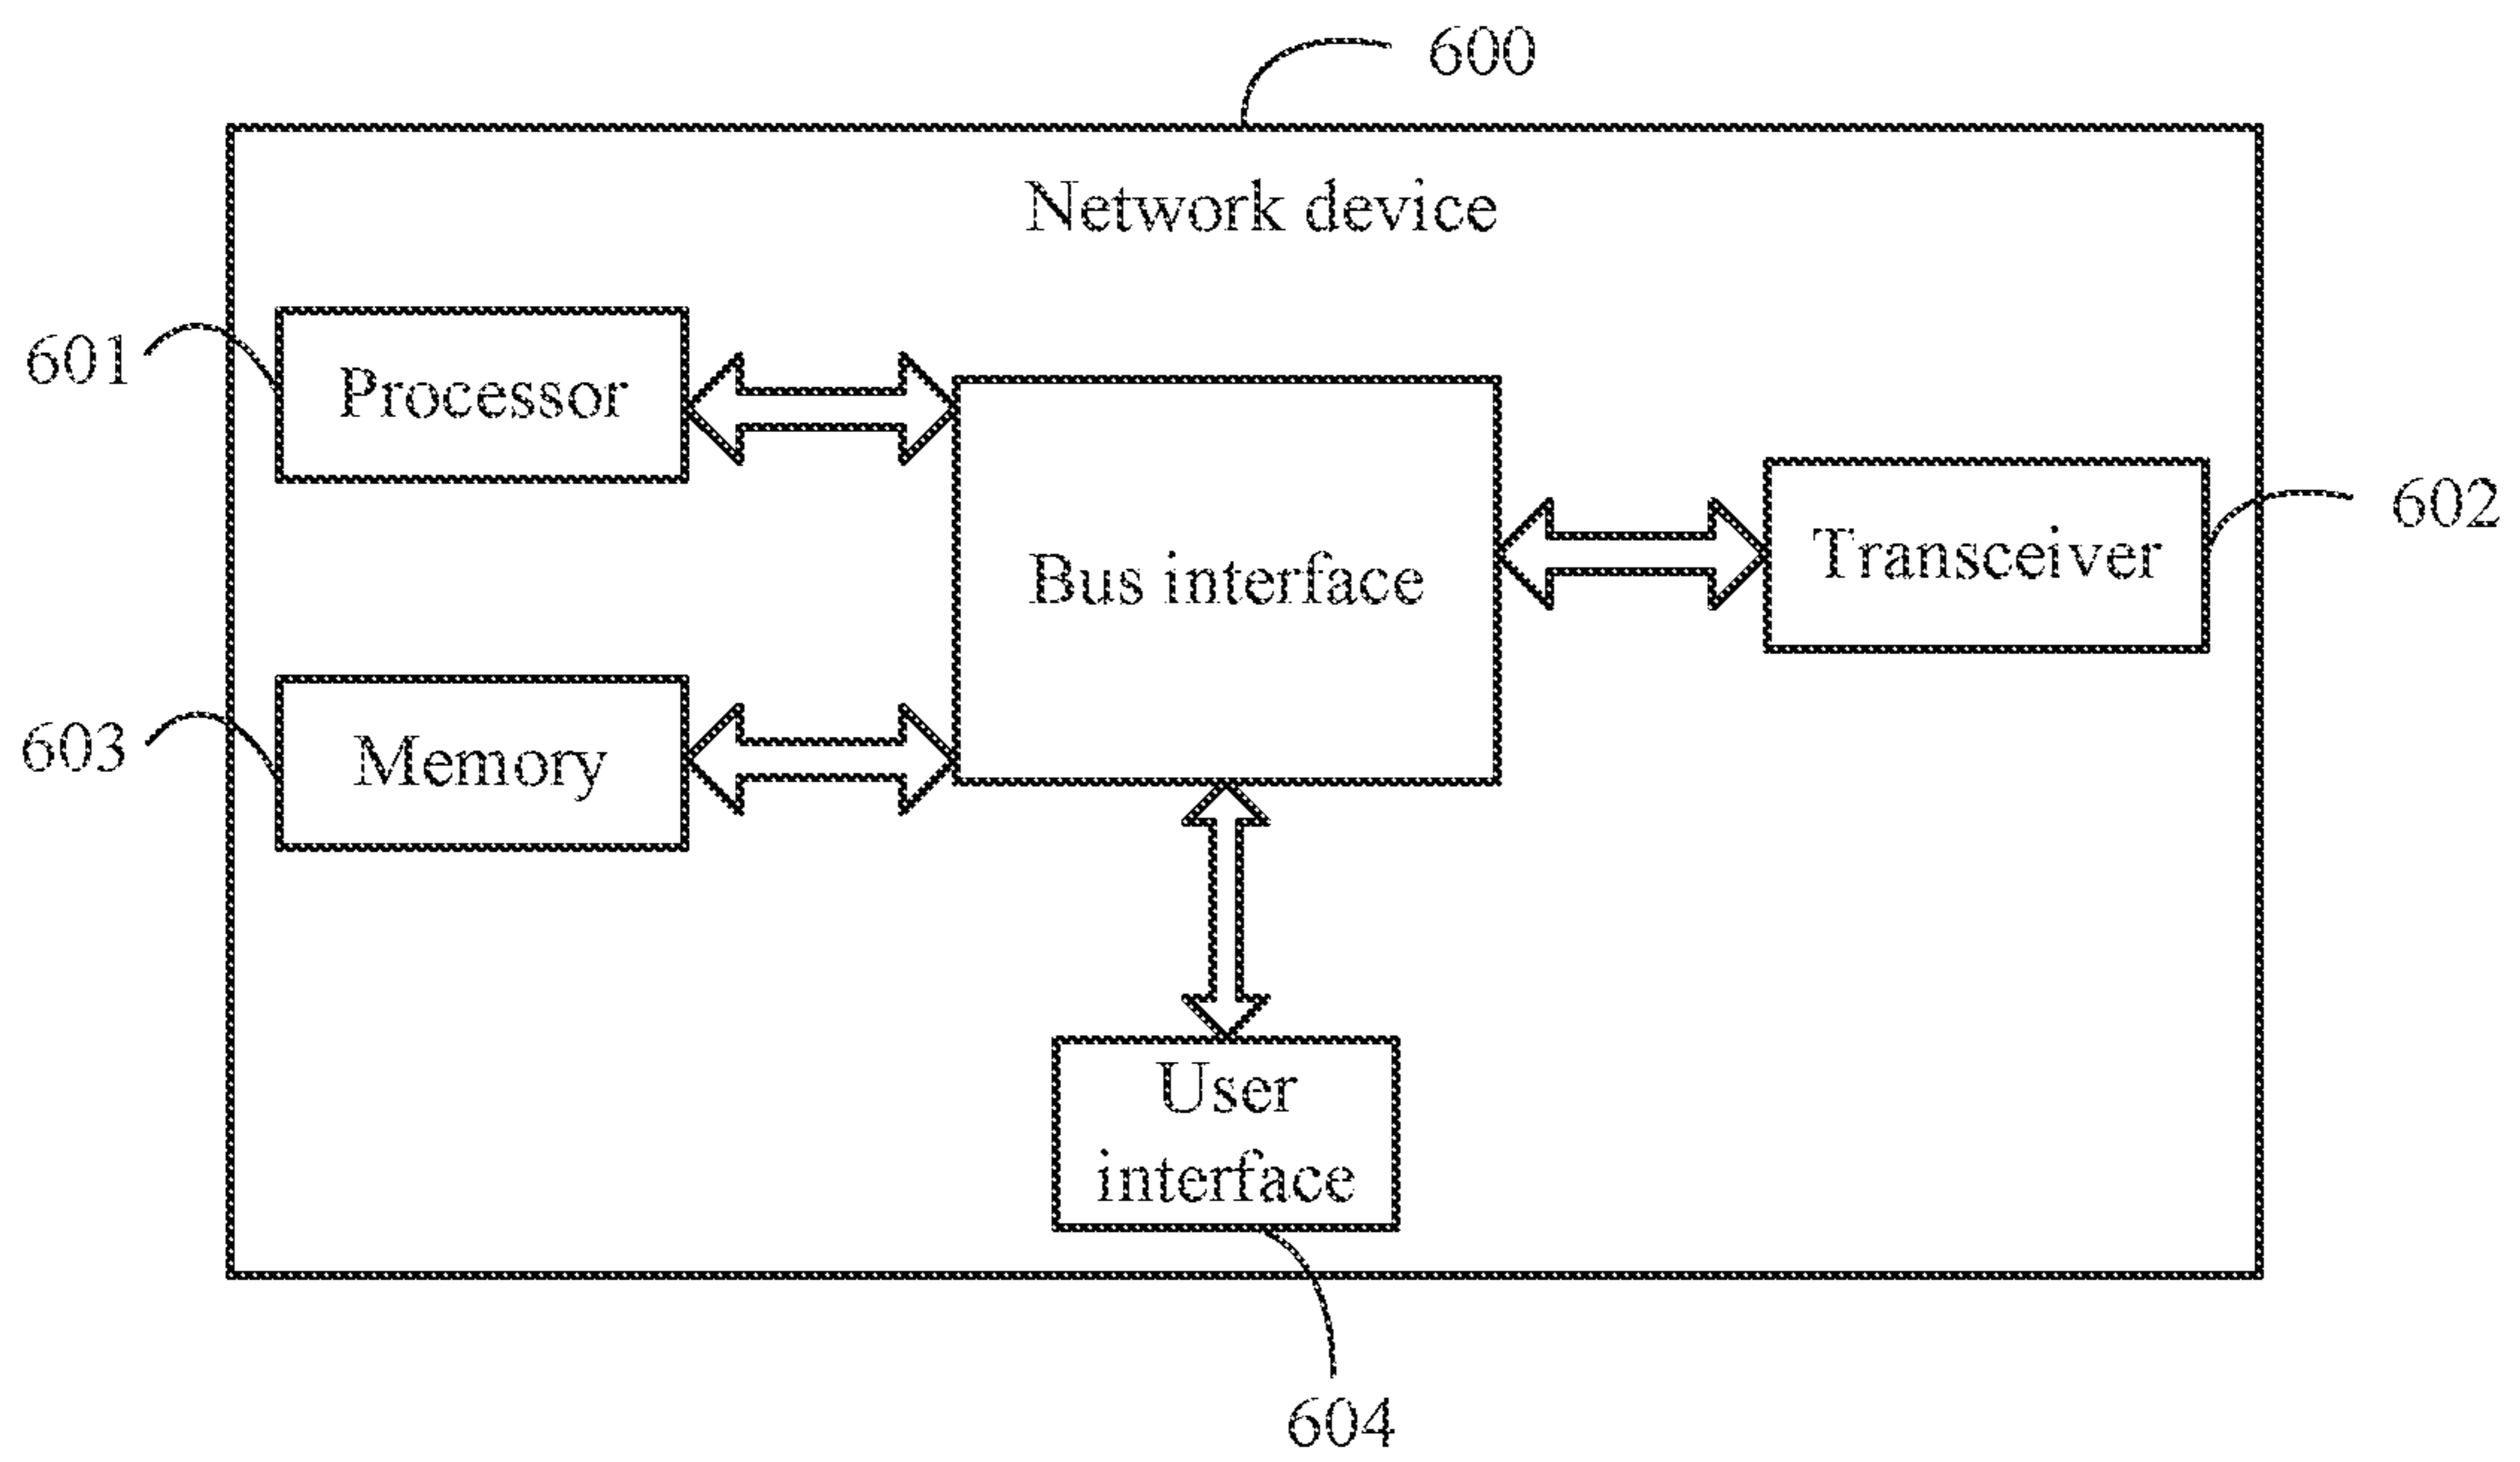 600
Network device
601
Processor
Bus interface
Transceiver
602
603
Memory
User
interface
604